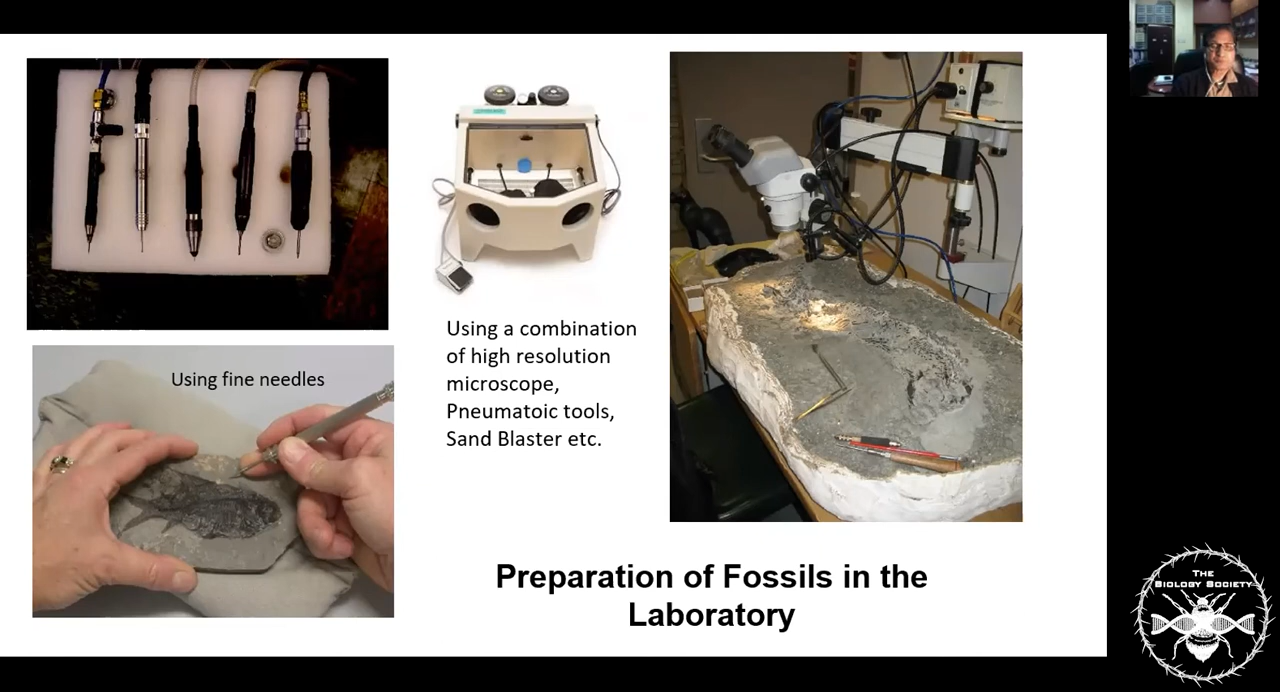 Using fine needles
Using a combination
of high resolution
microscope,
Pneumatoic tools,
Sand Blaster etc.
Preparation of Fossils in the
Laboratory
THE
BIOLOGY SOCIETY